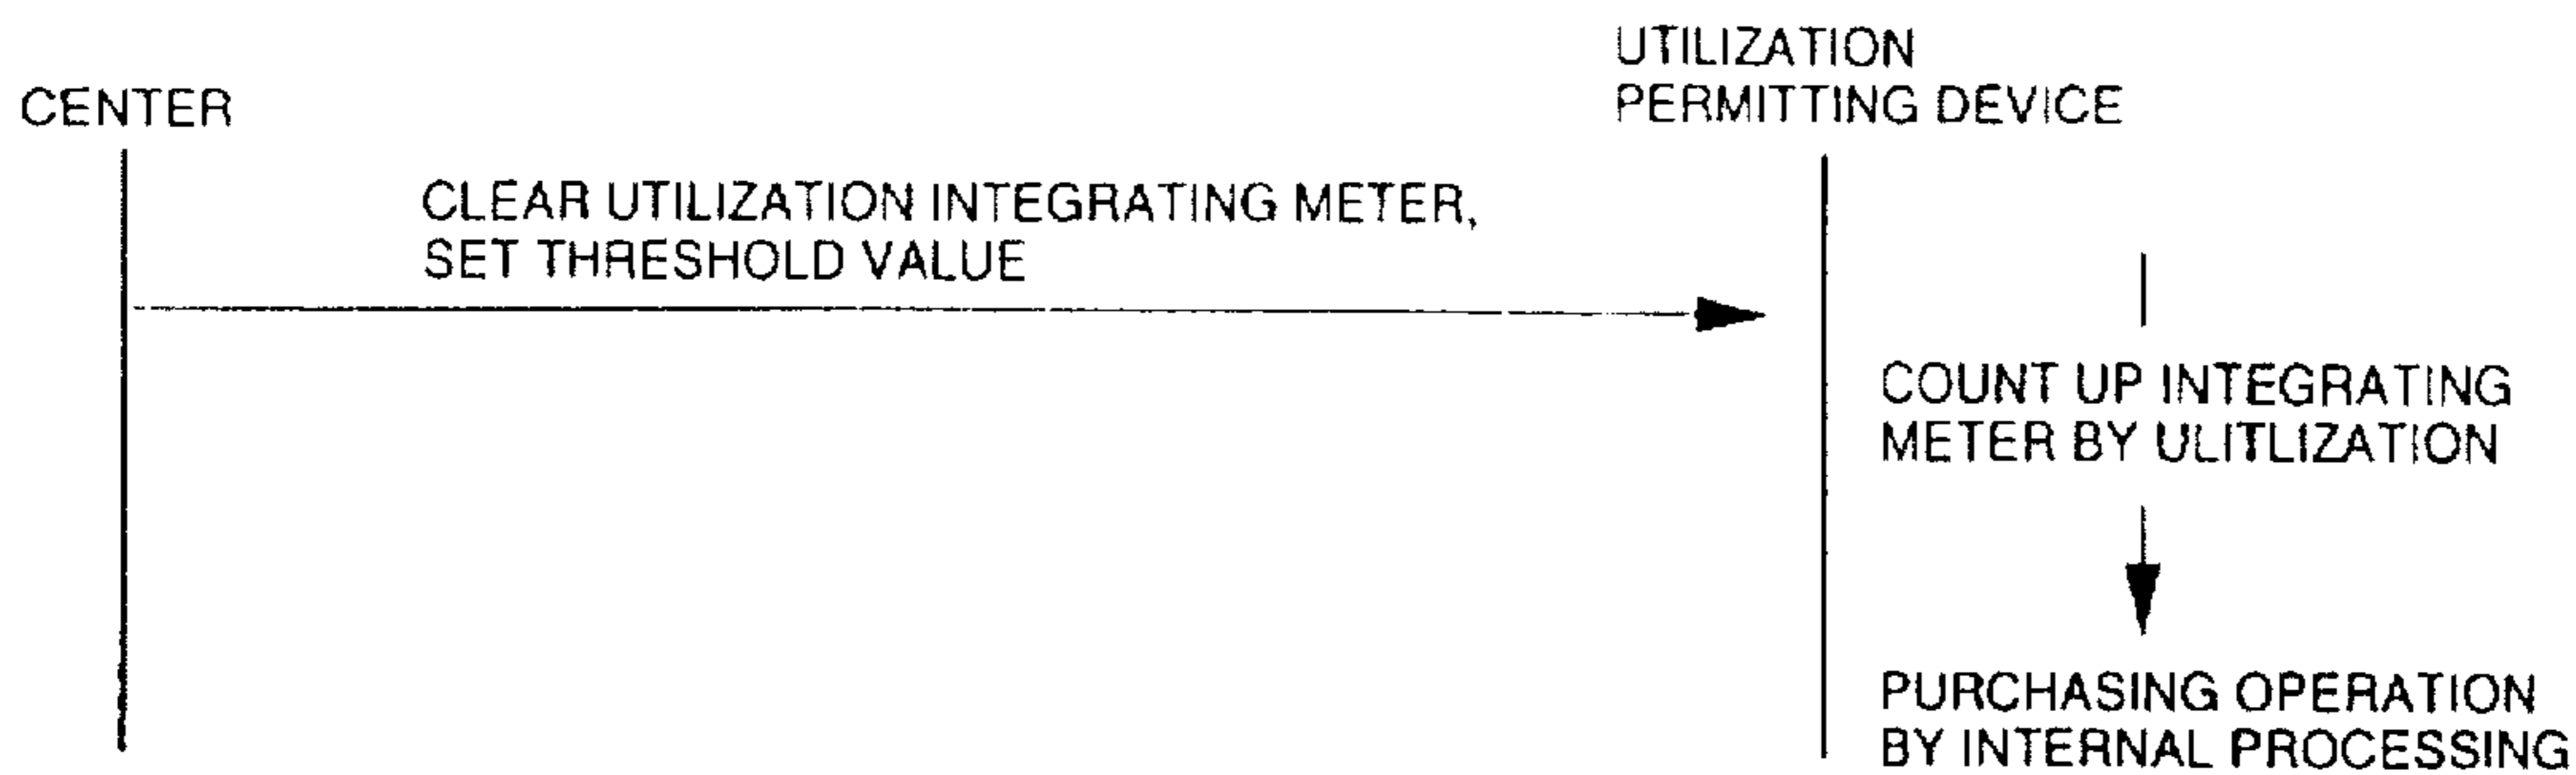 CENTER
UTILIZATION
PERMITTING DEVICE
CLEAR UTILIZATION INTEGRATING METER,
SET THRESHOLD VALUE
COUNT UP INTEGRATING
METER BY ULITLIZATION
PURCHASING OPERATION
BY INTERNAL PROCESSING